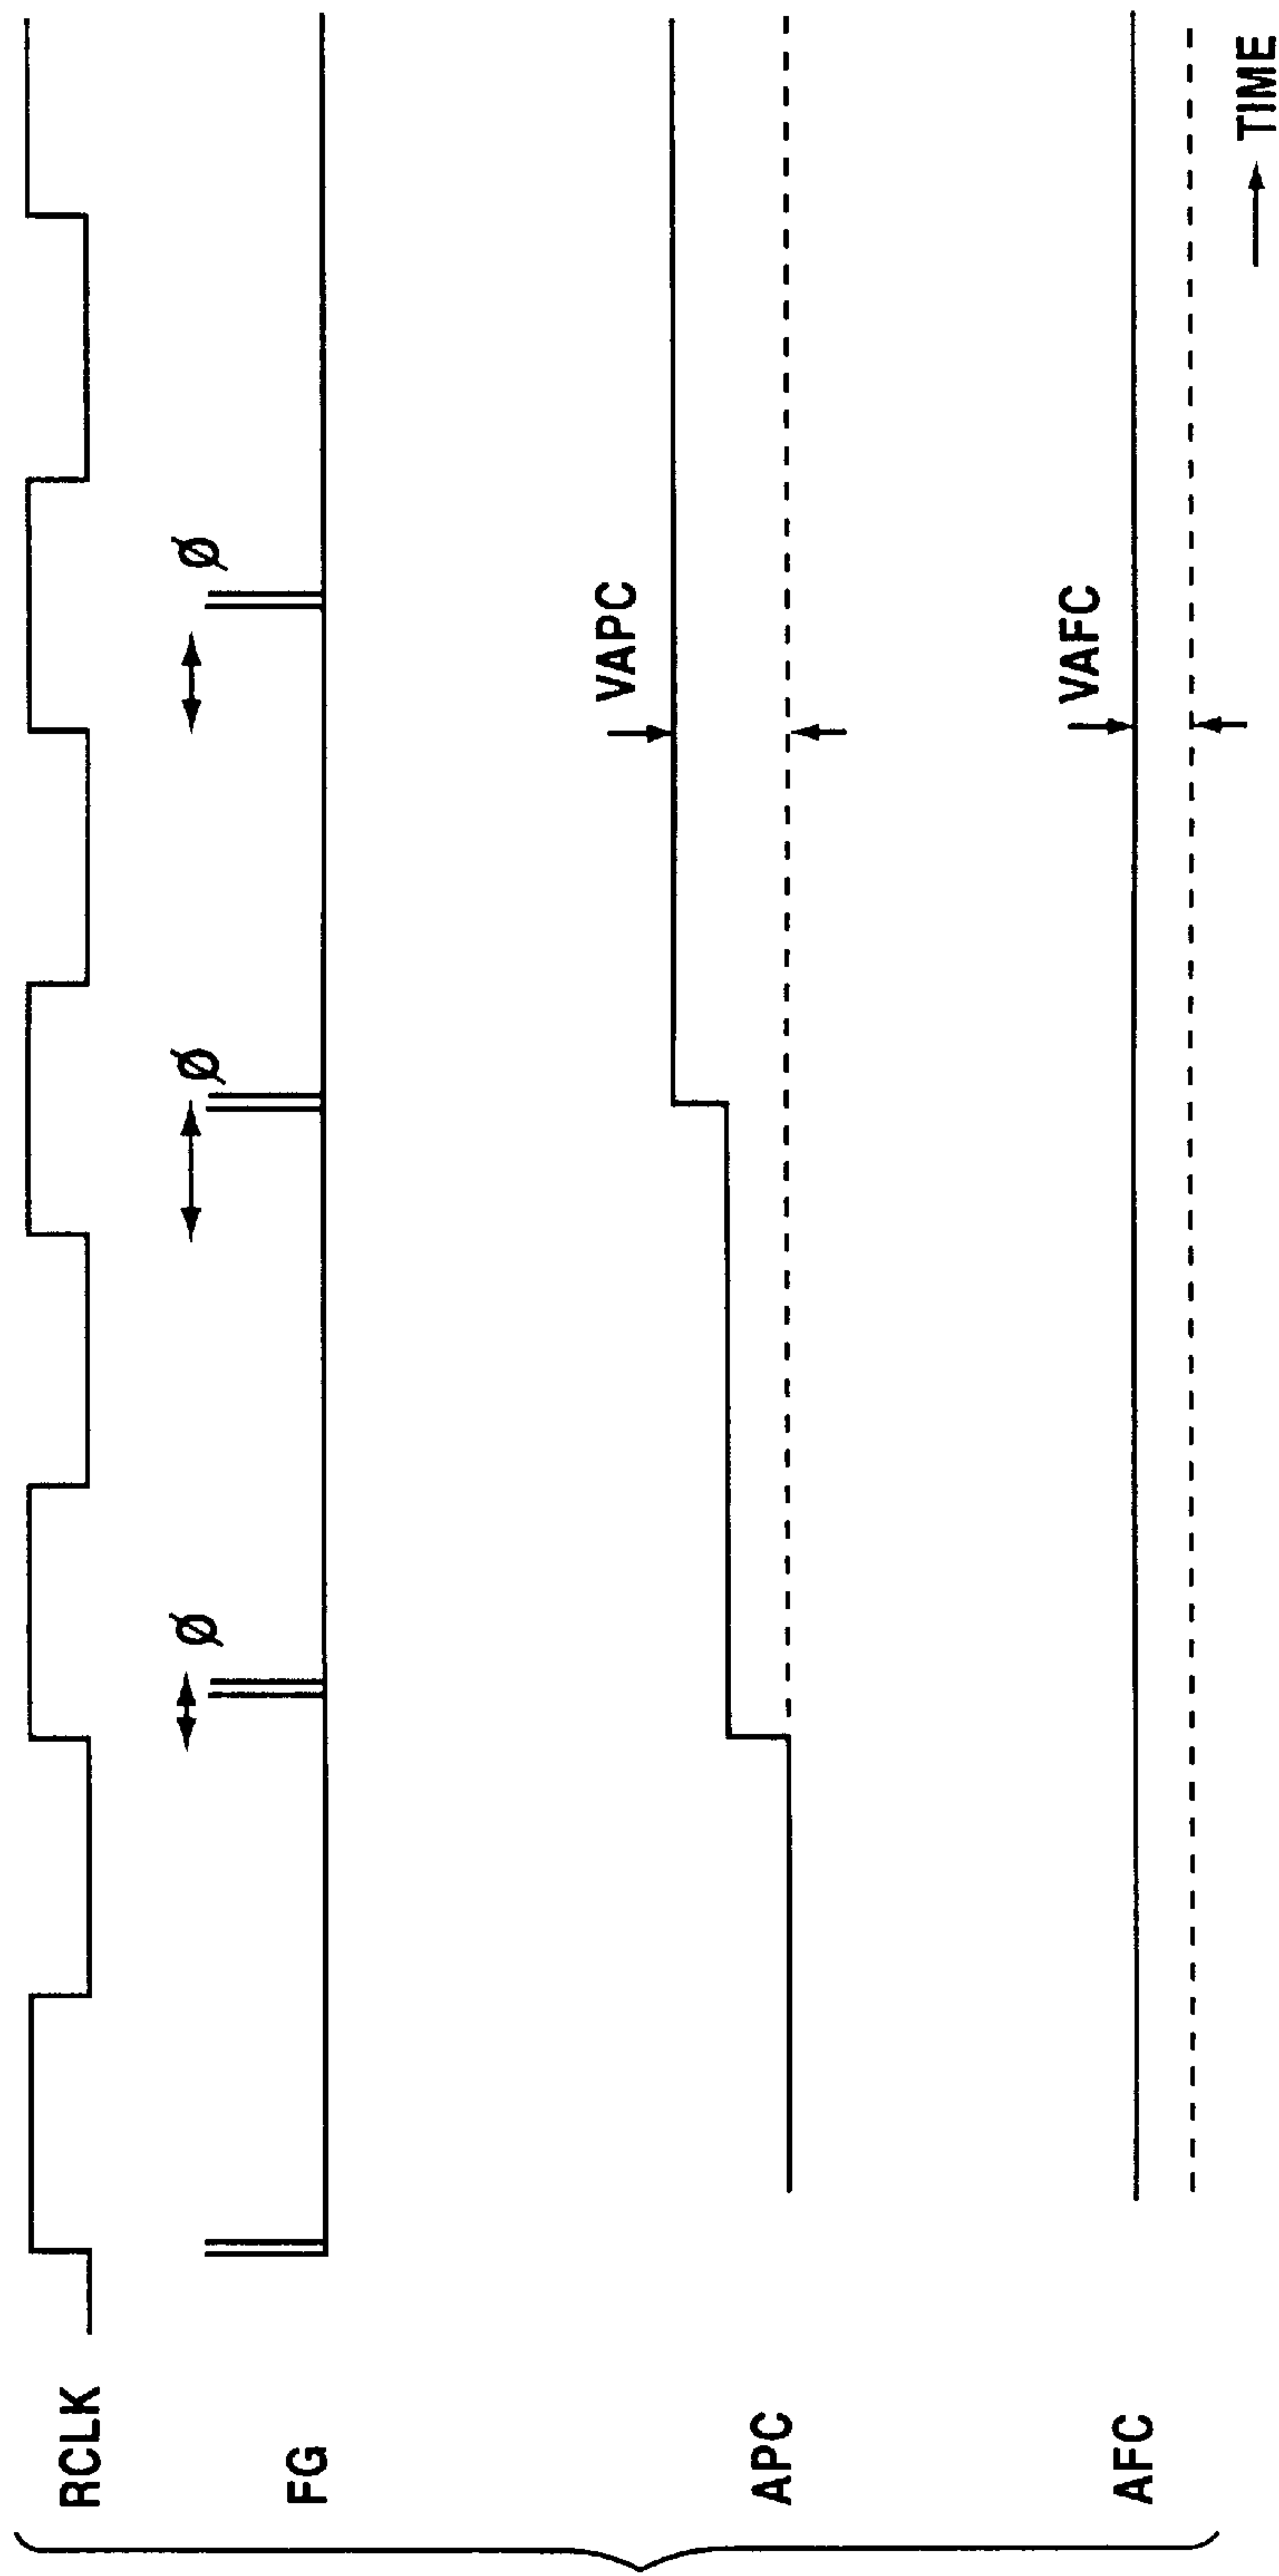 RCLK
FG
Ø
Ø
Ø
APC
VAPC
AFC
VAFC
TIME